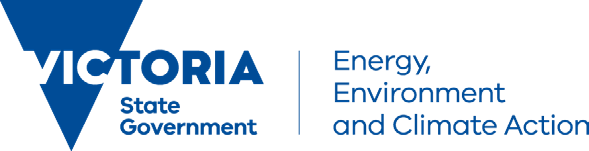 VICTORIA
State
Government
Energy,
Environment
and Climate Action